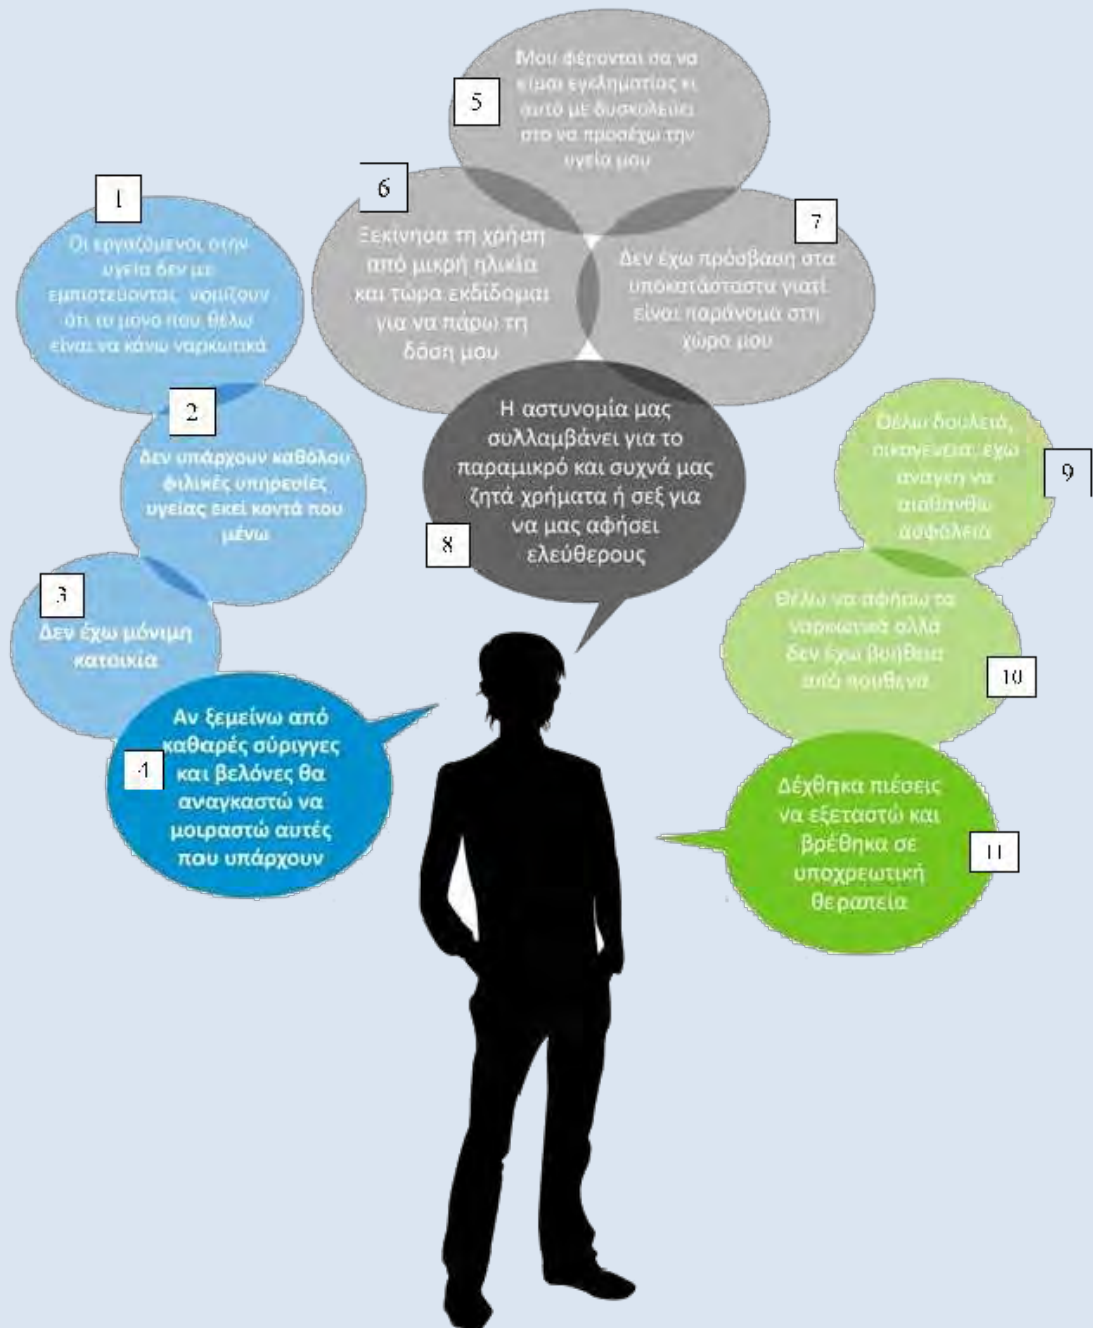 1
Οι εργαζόμενοι στην
υγεία δεν με
εμπιστεύονται νομίζουν
ότι το μόνο που θέλω
είναι να κάνω ναρκωτικά
2
Δεν υπάρχουν καθόλου
φιλικές υπηρεσίες
υγείας εκεί κοντά που
μένω
3
Δεν έχω μόνιμη
κατοικία
4
Αν ξεμείνω από
καθαρές σύριγγες
και βελόνες θα
αναγκαστώ να
μοιραστώ αυτές
που υπάρχουν
5
Μου φέρονται σα να
είμαι εγκληματίας κι
αυτό με δυσκολεύει
στο να προσέχω την
υγεία μου
6
Ξεκίνησα τη χρήση
από μικρή ηλικία
και τώρα εκδίδομαι
για να πάρω τη
δόση μου
7
Δεν έχω πρόσβαση στα
υποκατάστατα γιατί
είναι παράνομα στη
χώρα μου
8
Η αστυνομία μας
συλλαμβάνει για το
παραμικρό και συχνά μας
ζητά χρήματα ή σεξ για
να μας αφήσει
ελεύθερους
9
Θέλω δουλειά,
οικογένεια, έχω
ανάγκη να
αισθανθώ
ασφάλεια
10
Θέλω να αφήσω τα
ναρκωτικά αλλά
δεν έχω βοήθεια
από πουθενά
11
Δέχθηκα πιέσεις
να εξεταστώ και
βρέθηκα σε
υποχρεωτική
θεραπεία